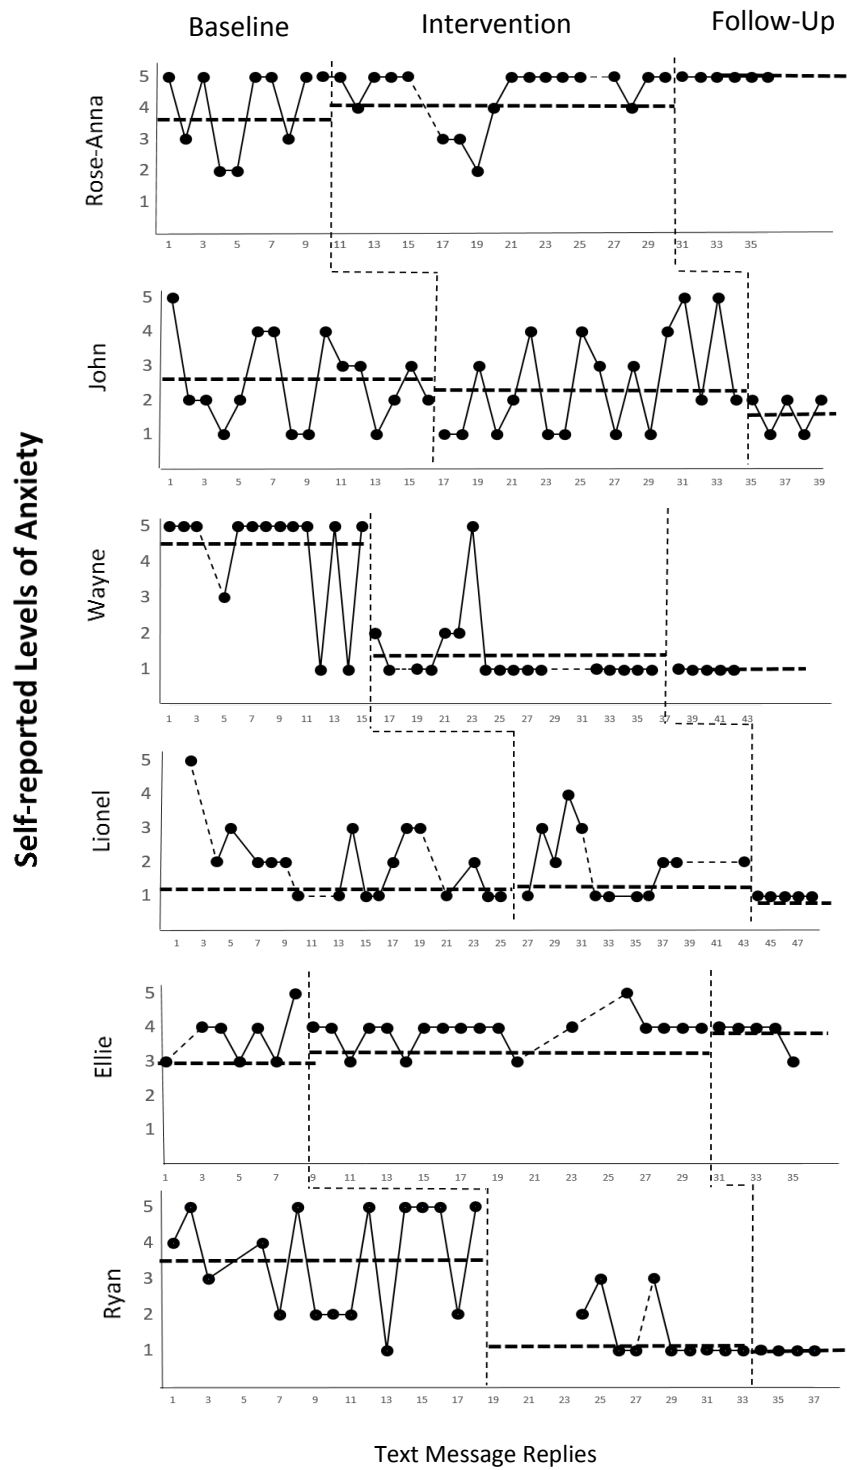 Baseline Intervention Follow-Up
Self-reported Levels of Anxiety
Rose-Anna
5
4
3
2
1
1 3 5 7 9 11 13 15 17 19 21 23 25 27 29 31 33 35
John
5
4
3
2
1
1 3 5 7 9 11 13 15 17 19 21 23 25 27 29 31 33 35 37 39
Wayne
5
4
3
2
1
1 3 5 7 9 11 13 15 17 19 21 23 25 27 29 31 33 35 37 39 41 43
Lionel
5
4
3
2
1
1 3 5 7 9 11 13 15 17 19 21 23 25 27 29 31 33 35 37 39 41 43 45 47
Ellie
5
4
3
2
1
1 3 5 7 9 11 13 15 17 19 21 23 25 27 29 31 33 35
Ryan
5
4
3
2
1
1 3 5 7 9 11 13 15 17 19 21 23 25 27 29 31 33 35 37
Text Message Replies